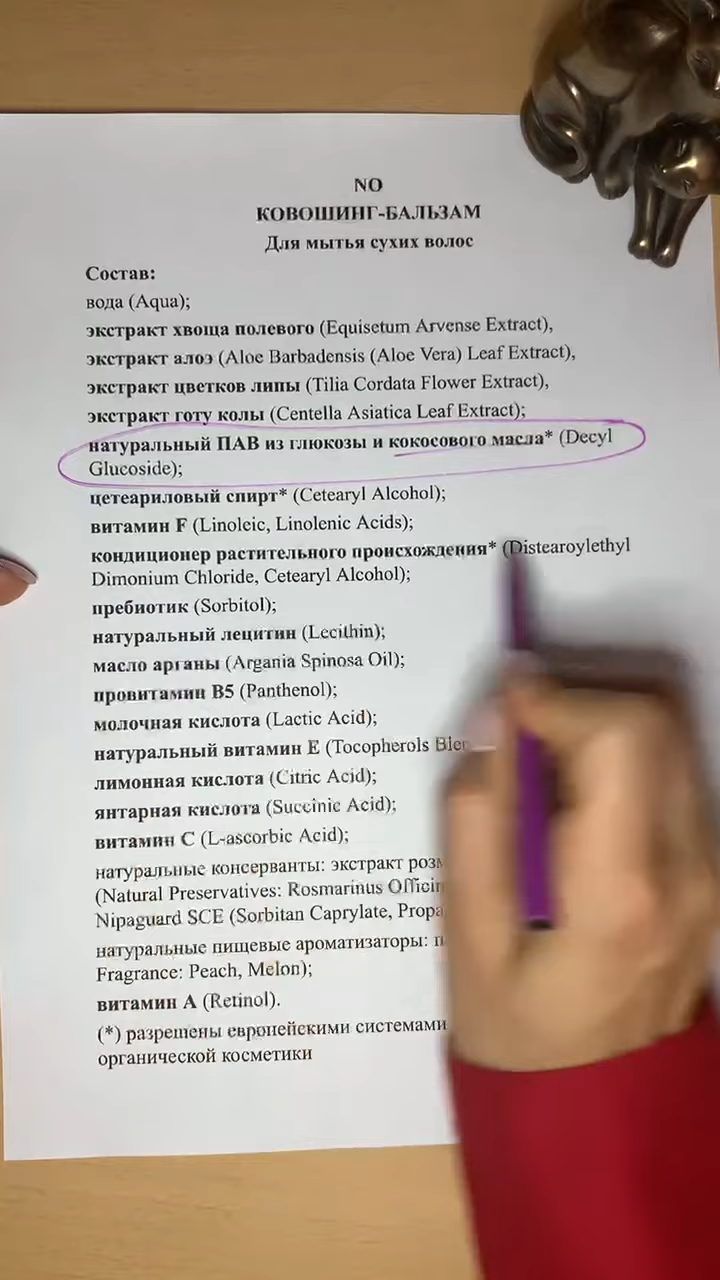 NO
КОВОШИНГ-БАЛЬЗАМ
Для мытья сухих волос
Состав:
вода (Aqua);
экстракт хвоща полевого (Equisetum Arvense Extract),
экстракт алоэ (Aloe Barbadensis (Aloe Vera) Leaf Extract),
экстракт цветков липы (Tilia Cordata Flower Extract),
экстракт готу колы (Centella Asiatica Leaf Extract);
натуральный ПАВ из глюкозы и кокосового масла* (Decyl
Glucoside);
цетеариловый спирт* (Cetearyl Alcohol);
витамин F (Linoleic, Linolenic Acids);
кондиционер растительного происхождения* (Distearoylethyl
Dimonium Chloride, Cetearyl Alcohol);
пребиотик (Sorbitol);
натуральный лецитин (Lecithin);
масло арганы (Argania Spinosa Oil);
провитамин B5 (Panthenol);
молочная кислота (Lactic Acid);
натуральный витамин Е (Tocopherols
лимонная кислота (Citric Acid);
янтарная кислота (Succinic Acid);
витамин С (L-ascorbic Acid);
натуральные консерванты: экстракт
(Natural Preservatives: Rosmarinus
Nipaguard SCE (Sorbitan Caprylate,
натуральные пищевые ароматизаторы:
Fragrance: Peach, Melon);
витамин А (Retinol).
(*) разрешены европейскими системами
органической косметики